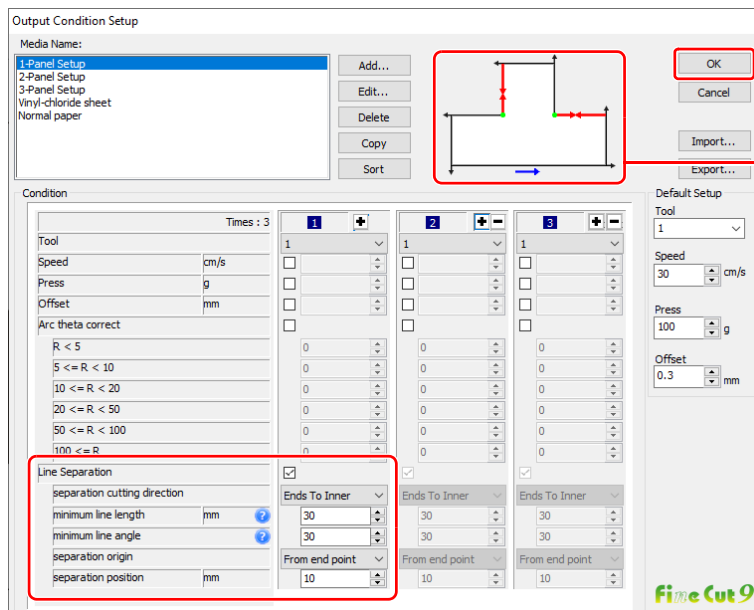 Output Condition Setup
Media Name:
1-Panel Setup
2-Panel Setup
3-Panel Setup
Vinyl-chloride sheet
Normal paper
Add...
Edit...
Delete
Copy
Sort
OK
Cancel
Import...
Export...
Condition
Times : 3 1 + 2 + - 3 + -
Tool 1 1 1
Speed cm/s
Press g
Offset mm
Arc theta correct
R < 5 0 0 0
5 <= R < 10 0 0 0
10 <= R < 20 0 0 0
20 <= R < 50 0 0 0
50 <= R < 100 0 0 0
100 <= R 0 0 0
Line Separation
separation cutting direction Ends To Inner Ends To Inner Ends To Inner
minimum line length mm ? 30 30 30
minimum line angle ? 30 30 30
separation origin From end point From end point From end point
separation position mm 10 10 10
Default Setup
Tool
1
Speed
30 cm/s
Press
100 g
Offset
0.3 mm
Fine Cut 9